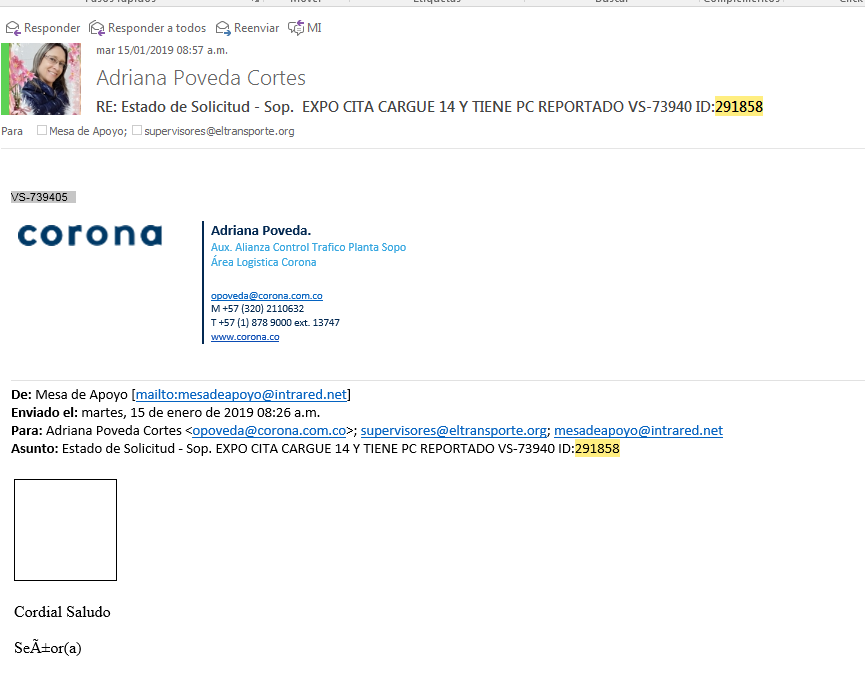 Pasos rápidos Mover Etiquetas Buscar Complementos Click
Responder Responder a todos Reenviar MI
mar 15/01/2019 08:57 a.m.
Adriana Poveda Cortes
RE: Estado de Solicitud - Sop. EXPO CITA CARGUE 14 Y TIENE PC REPORTADO VS-73940 ID:291858
Para Mesa de Apoyo; supervisores@eltransporte.org
VS-739405
corona
Adriana Poveda.
Aux. Alianza Control Trafico Planta Sopo
Área Logistica Corona
opoveda@corona.com.co
M +57 (320) 2110632
T +57 (1) 878 9000 ext. 13747
www.corona.co
De: Mesa de Apoyo [mailto:mesadeapoyo@intrared.net]
Enviado el: martes, 15 de enero de 2019 08:26 a.m.
Para: Adriana Poveda Cortes <opoveda@corona.com.co>; supervisores@eltransporte.org; mesadeapoyo@intrared.net
Asunto: Estado de Solicitud - Sop. EXPO CITA CARGUE 14 Y TIENE PC REPORTADO VS-73940 ID:291858
Cordial Saludo
SeÃ±or(a)